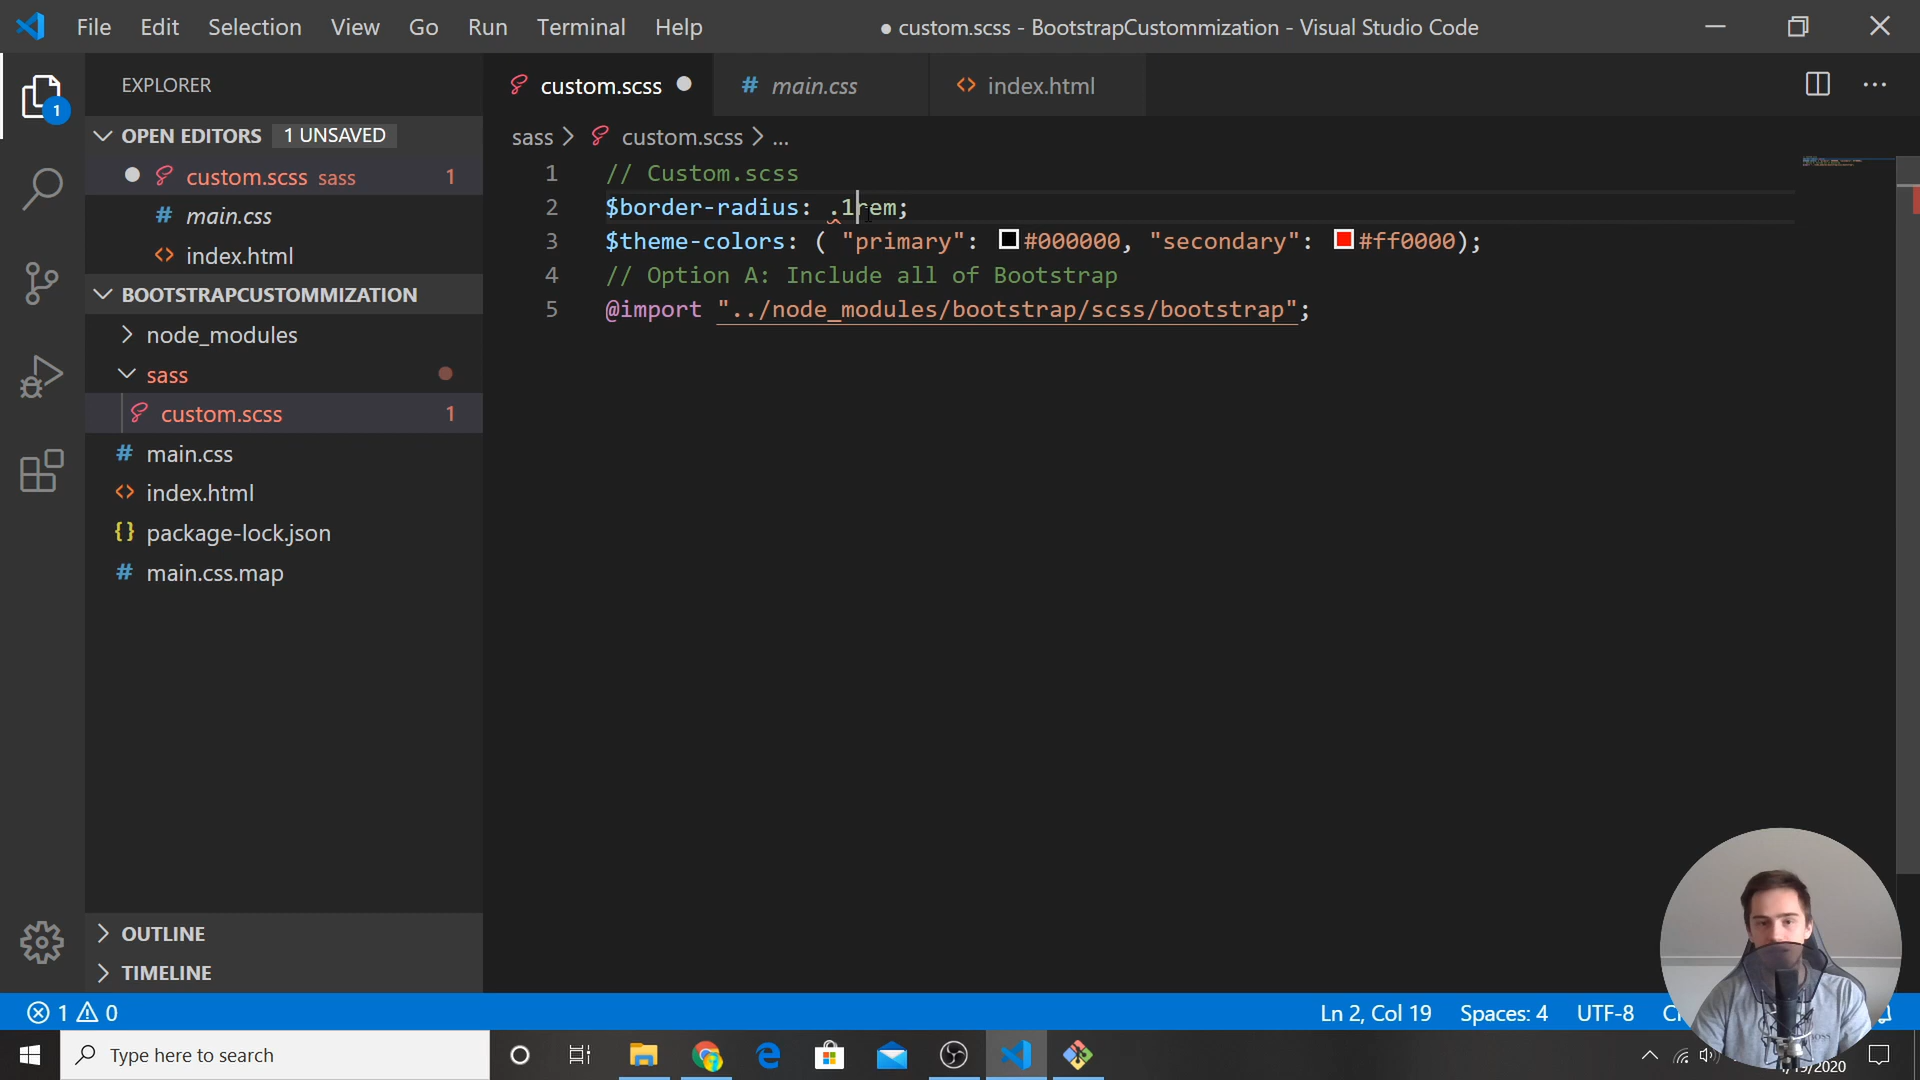 File Edit Selection View Go Run Terminal Help
● custom.scss - BootstrapCustommization - Visual Studio Code
1
EXPLORER
OPEN EDITORS 1 UNSAVED
custom.scss sass 1
# main.css
index.html
BOOTSTRAPCUSTOMMIZATION
node_modules
sass
custom.scss 1
# main.css
index.html
package-lock.json
# main.css.map
OUTLINE
TIMELINE
custom.scss
# main.css
index.html
sass > custom.scss > ...
1 // Custom.scss
2 $border-radius: .1rem;
3 $theme-colors: ( "primary": #000000, "secondary": #ff0000);
4 // Option A: Include all of Bootstrap
5 @import "../node_modules/bootstrap/scss/bootstrap";
1 0
Ln 2, Col 19 Spaces: 4 UTF-8
Type here to search